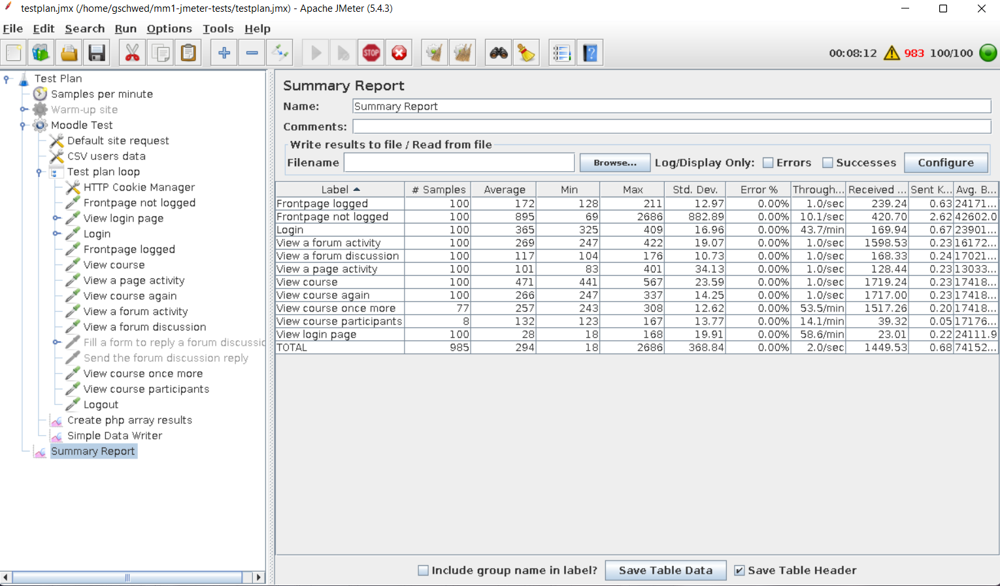 testplan.jmx (/home/gschwed/mm1-jmeter-tests/testplan.jmx) - Apache JMeter (5.4.3)
File Edit Search Run Options Tools Help
STOP
00:08:12 983 100/100
Test Plan
Samples per minute
Warm-up site
Moodle Test
Default site request
CSV users data
Test plan loop
HTTP Cookie Manager
Frontpage not logged
View login page
Login
Frontpage logged
View course
View a page activity
View course again
View a forum activity
View a forum discussion
Fill a form to reply a forum discussic
Send the forum discussion reply
View course once more
View course participants
Logout
Create php array results
Simple Data Writer
Summary Report
Summary Report
Name: Summary Report
Comments:
Write results to file / Read from file
Filename Browse... Log/Display Only: Errors Successes Configure
Label # Samples Average Min Max Std. Dev. Error % Through... Received ... Sent K... Avg. B...
Frontpage logged 100 172 128 211 12.97 0.00% 1.0/sec 239.24 0.63 24171...
Frontpage not logged 100 895 69 2686 882.89 0.00% 10.1/sec 420.70 2.62 42602.0
Login 100 365 325 409 16.96 0.00% 43.7/min 169.94 0.67 23901...
View a forum activity 100 269 247 422 19.07 0.00% 1.0/sec 1598.53 0.23 16172...
View a forum discussion 100 117 104 176 10.73 0.00% 1.0/sec 168.33 0.24 17021...
View a page activity 100 101 83 401 34.13 0.00% 1.0/sec 128.44 0.23 13033...
View course 100 471 441 567 23.59 0.00% 1.0/sec 1719.24 0.23 17418...
View course again 100 266 247 337 14.25 0.00% 1.0/sec 1717.00 0.23 17418...
View course once more 77 257 243 308 12.62 0.00% 53.5/min 1517.26 0.20 17418...
View course participants 8 132 123 167 13.77 0.00% 14.1/min 39.32 0.05 17176...
View login page 100 28 18 168 19.91 0.00% 58.6/min 23.01 0.22 24111.9
TOTAL 985 294 18 2686 368.84 0.00% 2.0/sec 1449.53 0.68 74152...
Include group name in label? Save Table Data Save Table Header